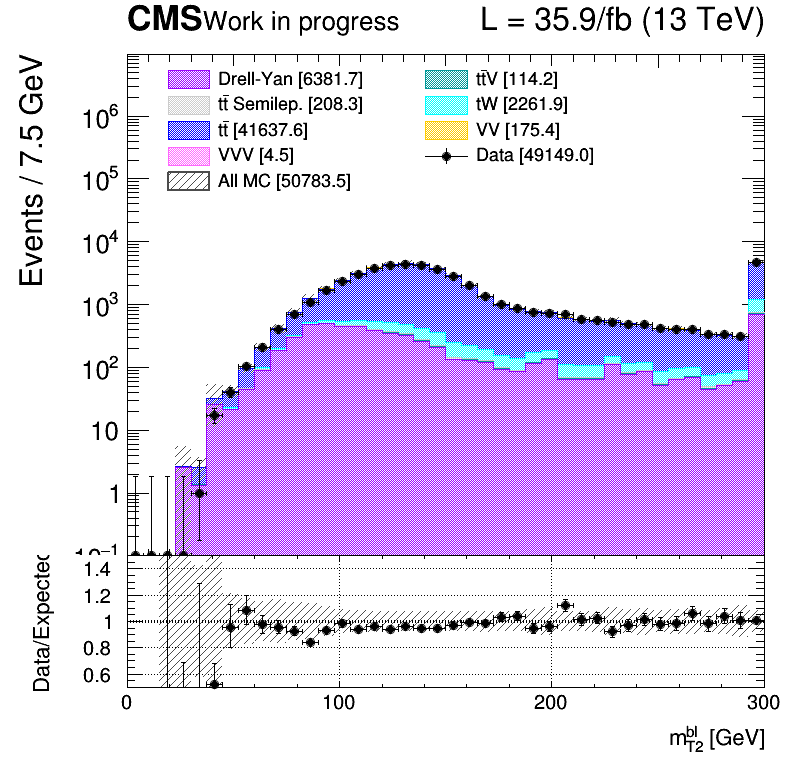 CMS Work in progress L = 35.9/fb (13 TeV)
Events / 7.5 GeV
Drell-Yan [6381.7]
tt̄ Semilep. [208.3]
tt̄ [41637.6]
VVV [4.5]
All MC [50783.5]
tt̄V [114.2]
tW [2261.9]
VV [175.4]
Data [49149.0]
10⁶
10⁵
10⁴
10³
10²
10
1
10⁻¹
Data/Expected
1.4
1.2
1
0.8
0.6
0 100 200 300
m_{T2}^{bl} [GeV]